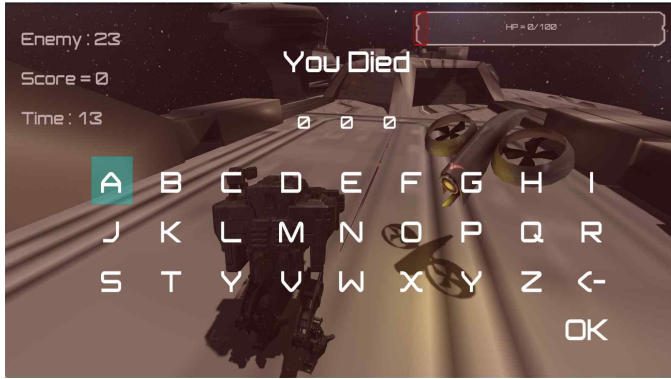 Enemy : 23
HP = 0/100
You Died
Score = 0
Time : 13
0 0 0
A B C D E F G H I
J K L M N O P Q R
S T Y V W X Y Z <-
OK